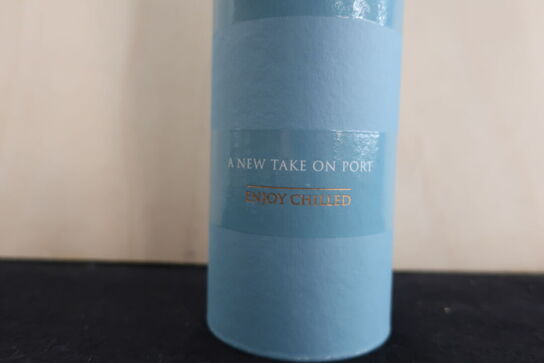 A NEW TAKE ON PORT
ENJOY CHILLED